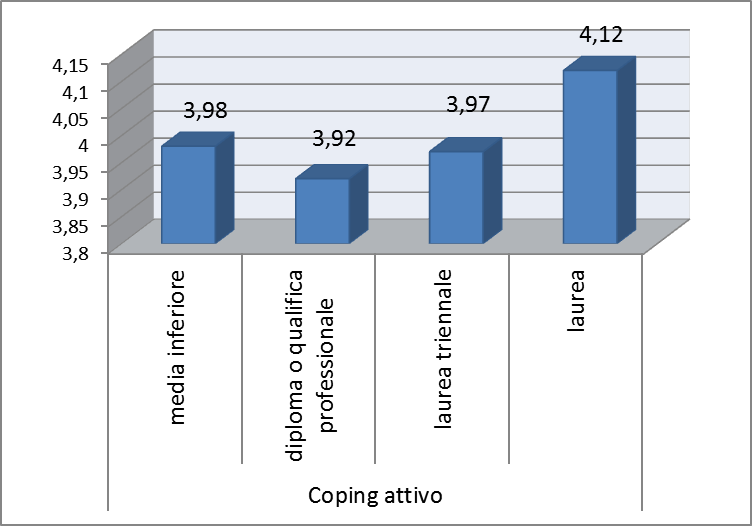 4,12
4,15
4,1
4,05
4
3,95
3,9
3,85
3,8
3,98
3,92
3,97
media inferiore
diploma o qualifica
professionale
laurea triennale
laurea
Coping attivo